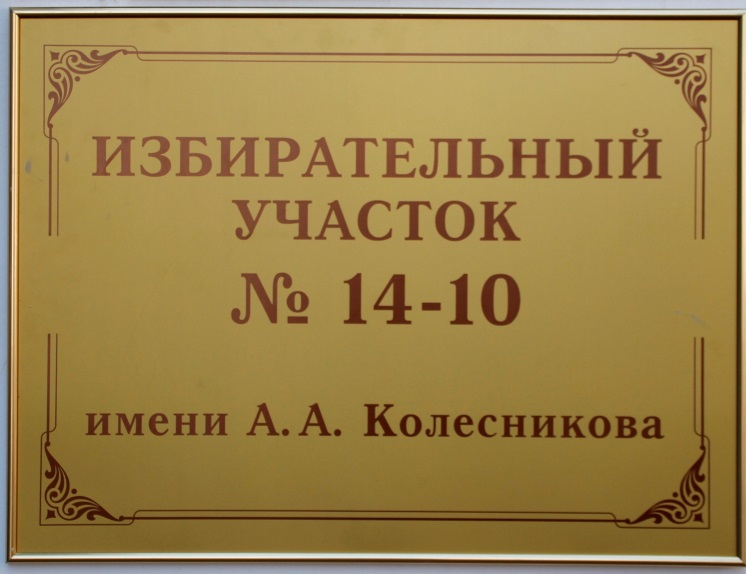 ИЗБИРАТЕЛЬНЫЙ
УЧАСТОК
№ 14-10
имени А. А. Колесникова